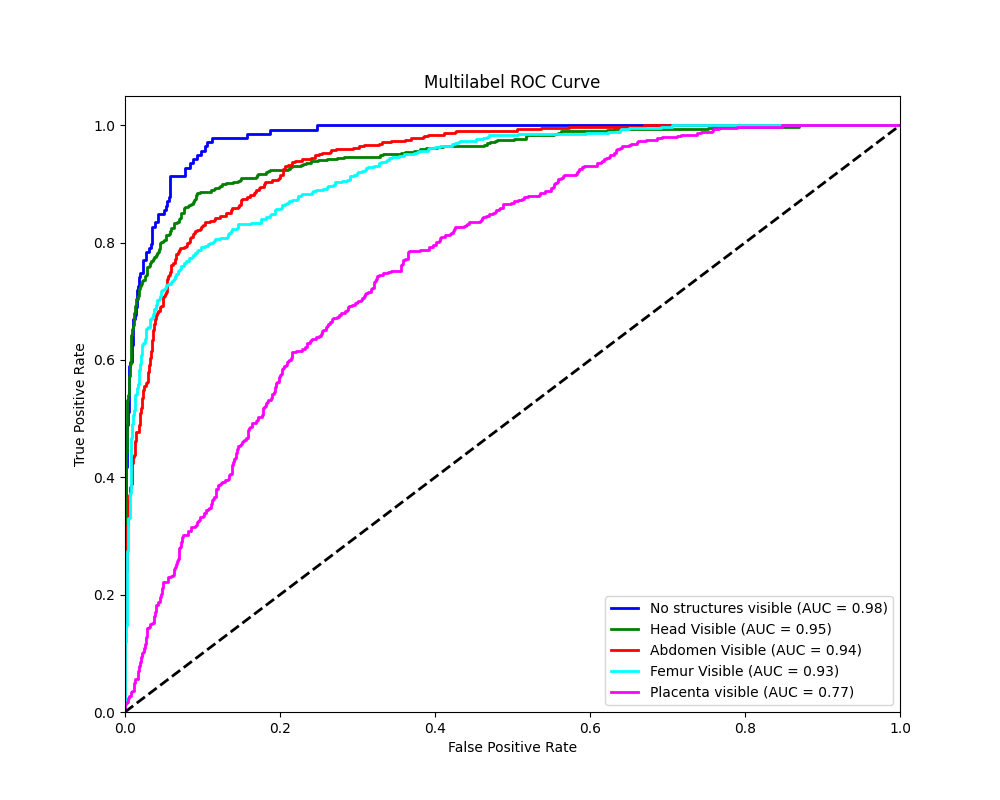 Multilabel ROC Curve
True Positive Rate
1.0
0.8
0.6
0.4
0.2
0.0
No structures visible (AUC = 0.98)
Head Visible (AUC = 0.95)
Abdomen Visible (AUC = 0.94)
Femur Visible (AUC = 0.93)
Placenta visible (AUC = 0.77)
0.0 0.2 0.4 0.6 0.8 1.0
False Positive Rate